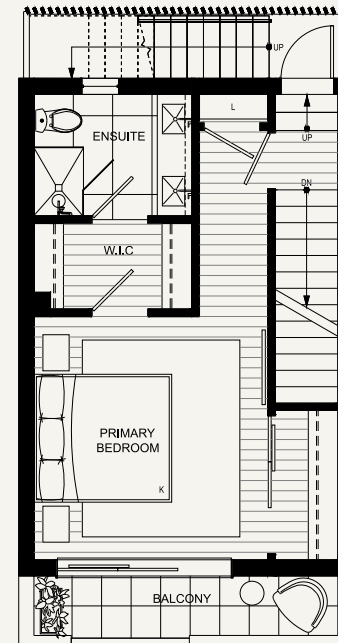 UP
L
ENSUITE
UP
DN
W.I.C
PRIMARY
BEDROOM
K
BALCONY